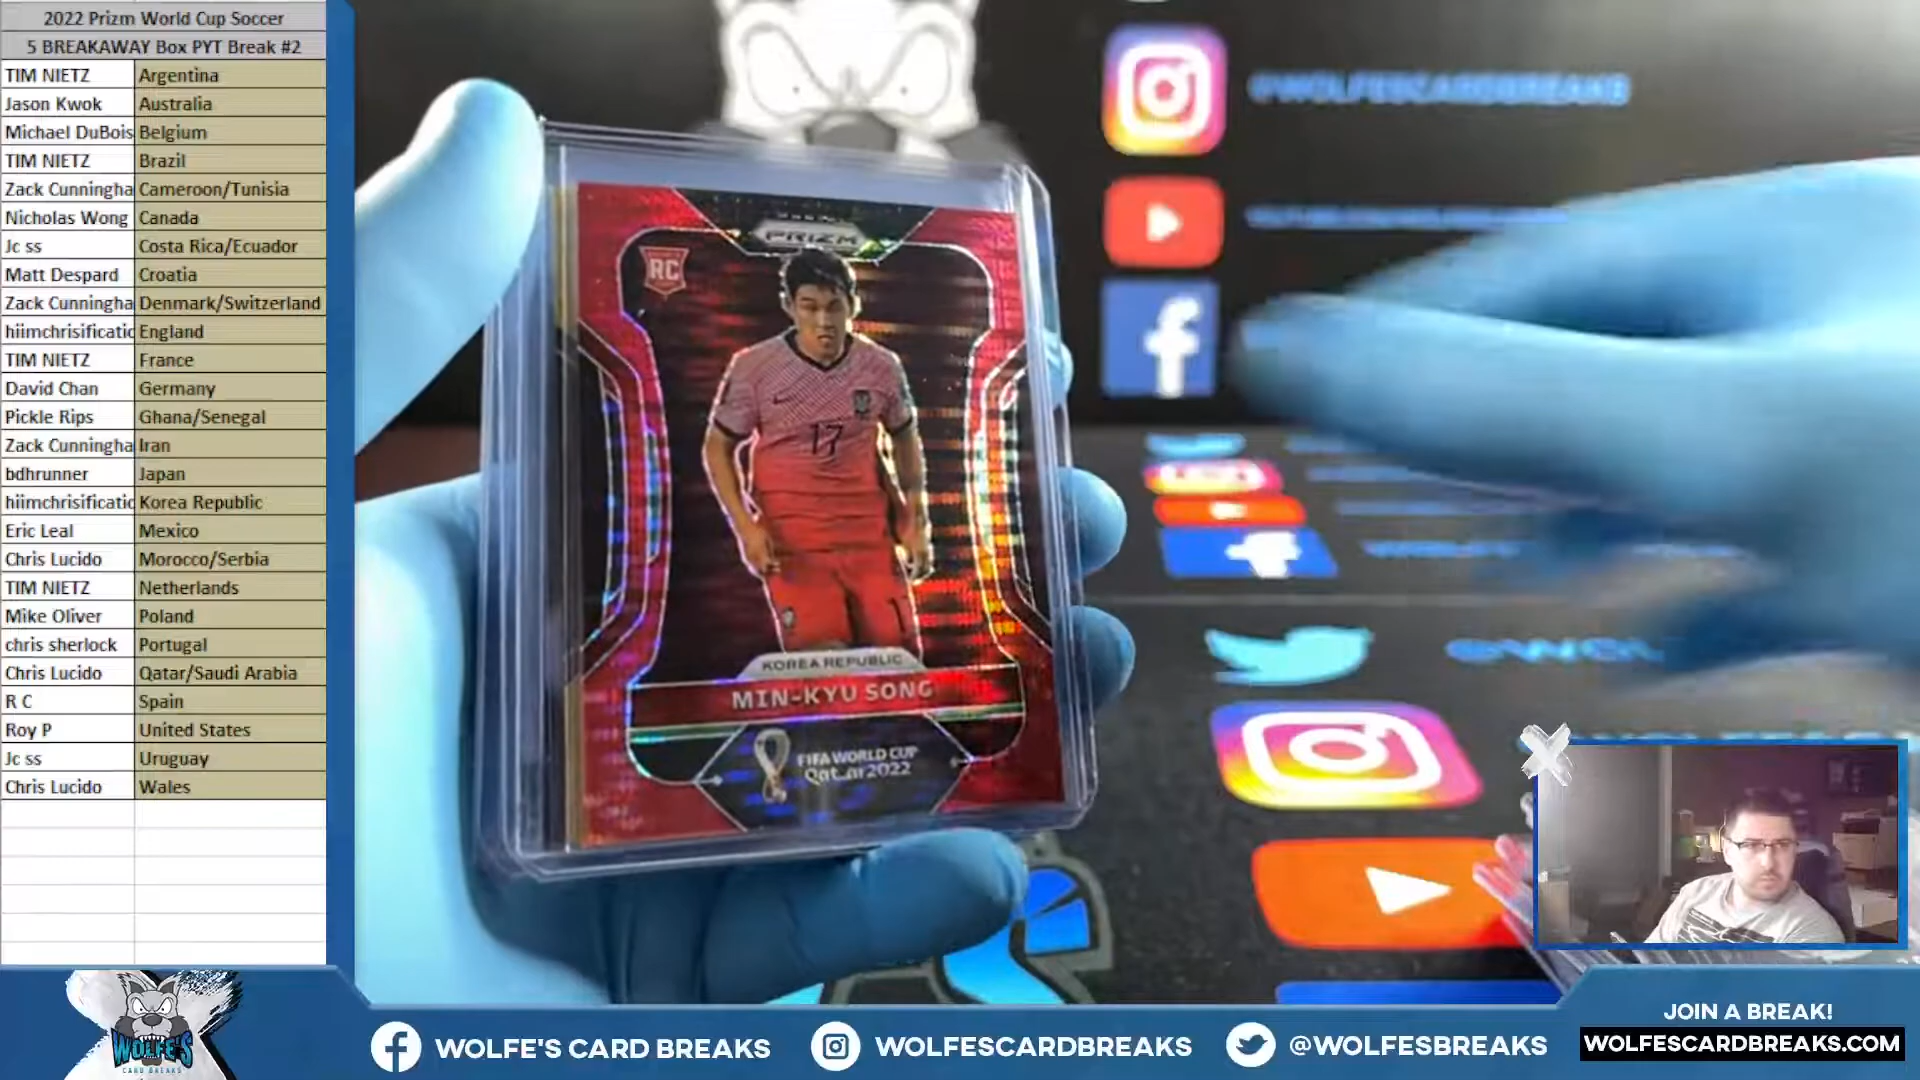 2022 Prizm World Cup Soccer
5 BREAKAWAY Box PYT Break #2
TIM NIETZ Argentina
Jason Kwok Australia
Michael DuBois Belgium
TIM NIETZ Brazil
Zack Cunningha Cameroon/Tunisia
Nicholas Wong Canada
Jc ss Costa Rica/Ecuador
Matt Despard Croatia
Zack Cunningha Denmark/Switzerland
hiimchrisificatic England
TIM NIETZ France
David Chan Germany
Pickle Rips Ghana/Senegal
Zack Cunningha Iran
bdhrunner Japan
hiimchrisificatic Korea Republic
Eric Leal Mexico
Chris Lucido Morocco/Serbia
TIM NIETZ Netherlands
Mike Oliver Poland
chris sherlock Portugal
Chris Lucido Qatar/Saudi Arabia
R C Spain
Roy P United States
Jc ss Uruguay
Chris Lucido Wales
@WOLFESCARDBREAKS
PRIZM
RC
17
KOREA REPUBLIC
MIN-KYU SONG
FIFA WORLD CUP
Qatar2022
WOLFE'S
CARD BREAKS
WOLFE'S CARD BREAKS
WOLFESCARDBREAKS
@WOLFESBREAKS
JOIN A BREAK!
WOLFESCARDBREAKS.COM